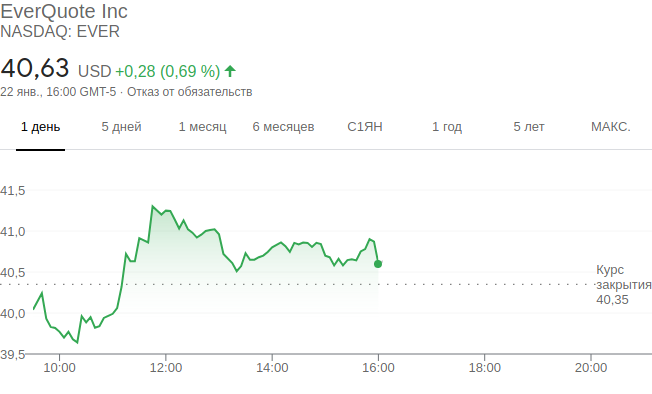 EverQuote Inc
NASDAQ: EVER
40,63 USD +0,28 (0,69 %)
22 янв., 16:00 GMT-5 · Отказ от обязательств
1 день 5 дней 1 месяц 6 месяцев С1ЯН 1 год 5 лет МАКС.
41,5
41,0
40,5
Курс
закрытия
40,35
40,0
39,5
10:00 12:00 14:00 16:00 18:00 20:00